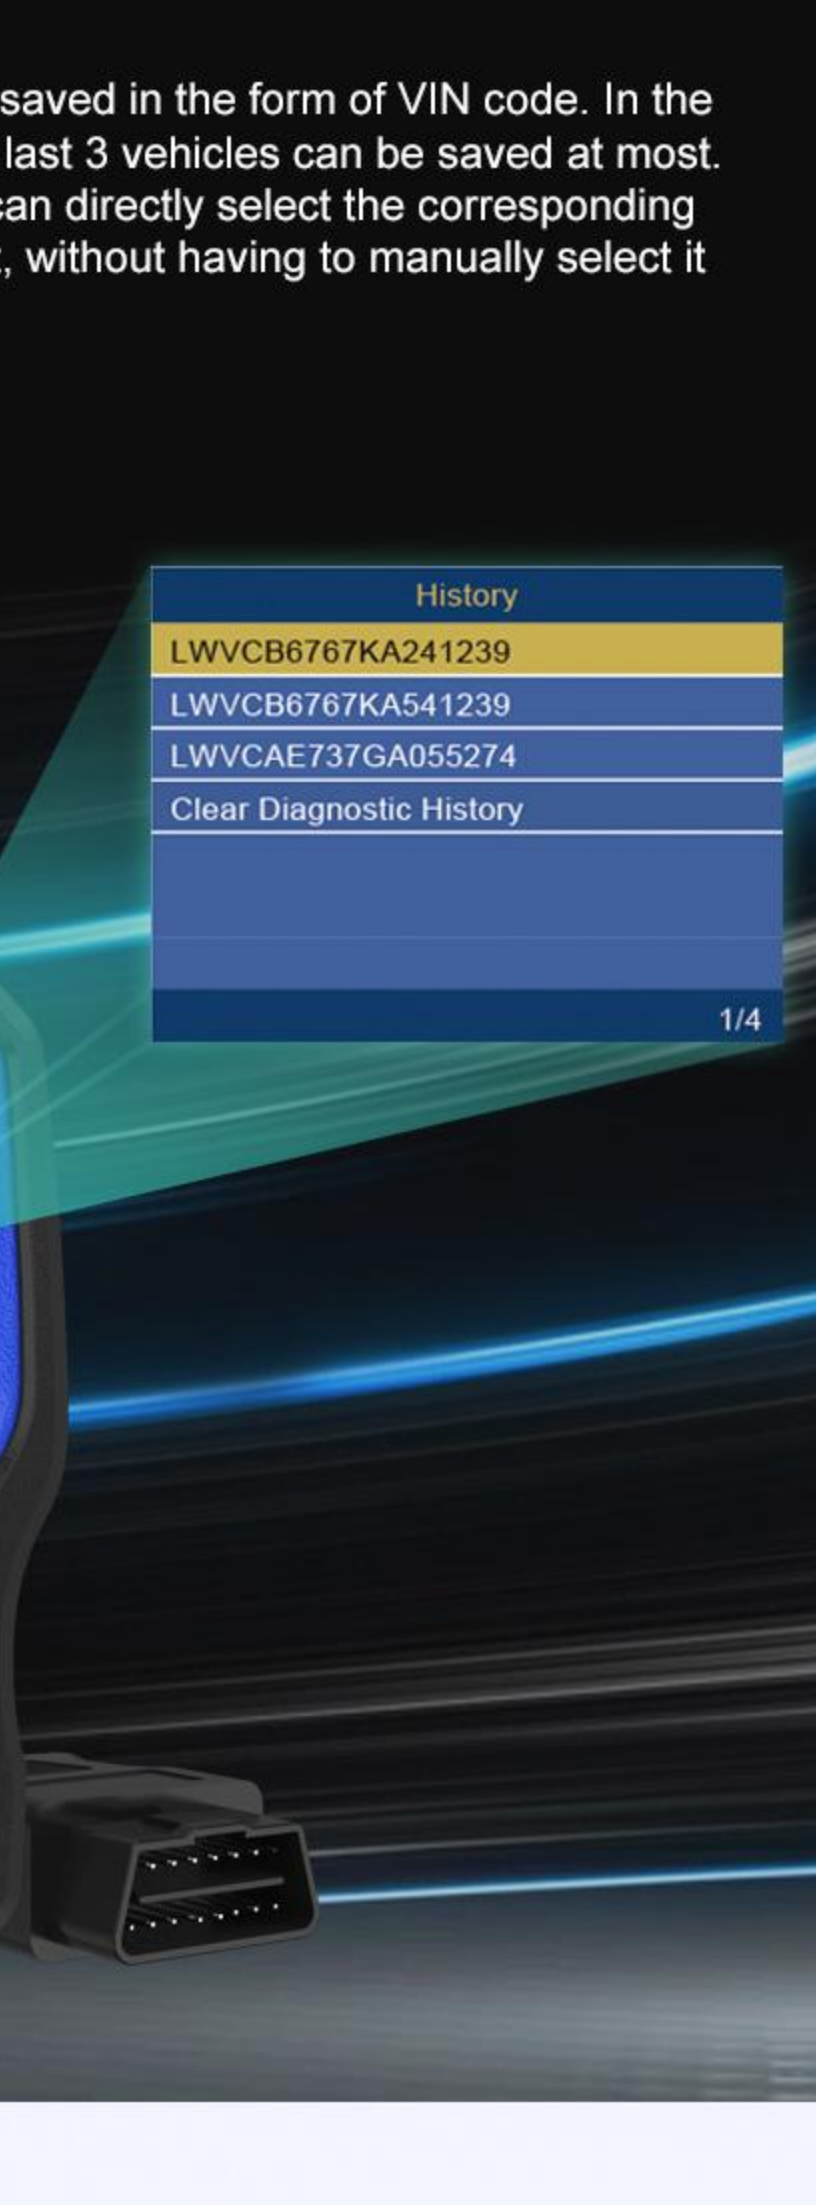 saved in the form of VIN code. In the
last 3 vehicles can be saved at most.
can directly select the corresponding
, without having to manually select it
History
LWVCB6767KA241239
LWVCB6767KA541239
LWVCAE737GA055274
Clear Diagnostic History
1/4